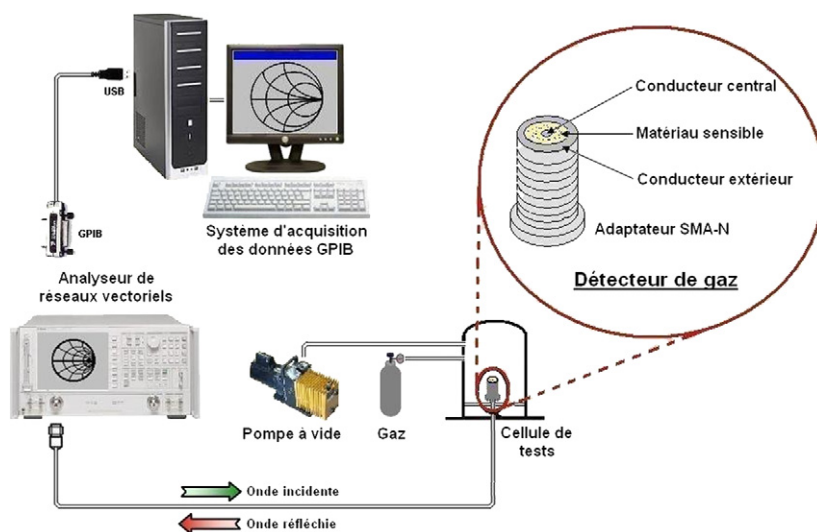 USB
GPIB
Système d'acquisition
des données GPIB
Conducteur central
Matériau sensible
Conducteur extérieur
Adaptateur SMA-N
Détecteur de gaz
Analyseur de
réseaux vectoriels
Pompe à vide
Gaz
Cellule de
tests
Onde incidente
Onde réfléchie